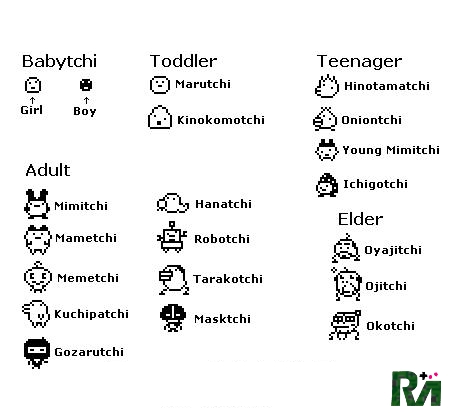 Babytchi
↑
Girl
↑
Boy
Toddler
Marutchi
Kinokomotchi
Teenager
Hinotamatchi
Oniontchi
Young Mimitchi
Ichigotchi
Adult
Mimitchi
Mametchi
Memetchi
Kuchipatchi
Gozarutchi
Hanatchi
Robotchi
Tarakotchi
Masktchi
Elder
Oyajitchi
Ojitchi
Okotchi
RM